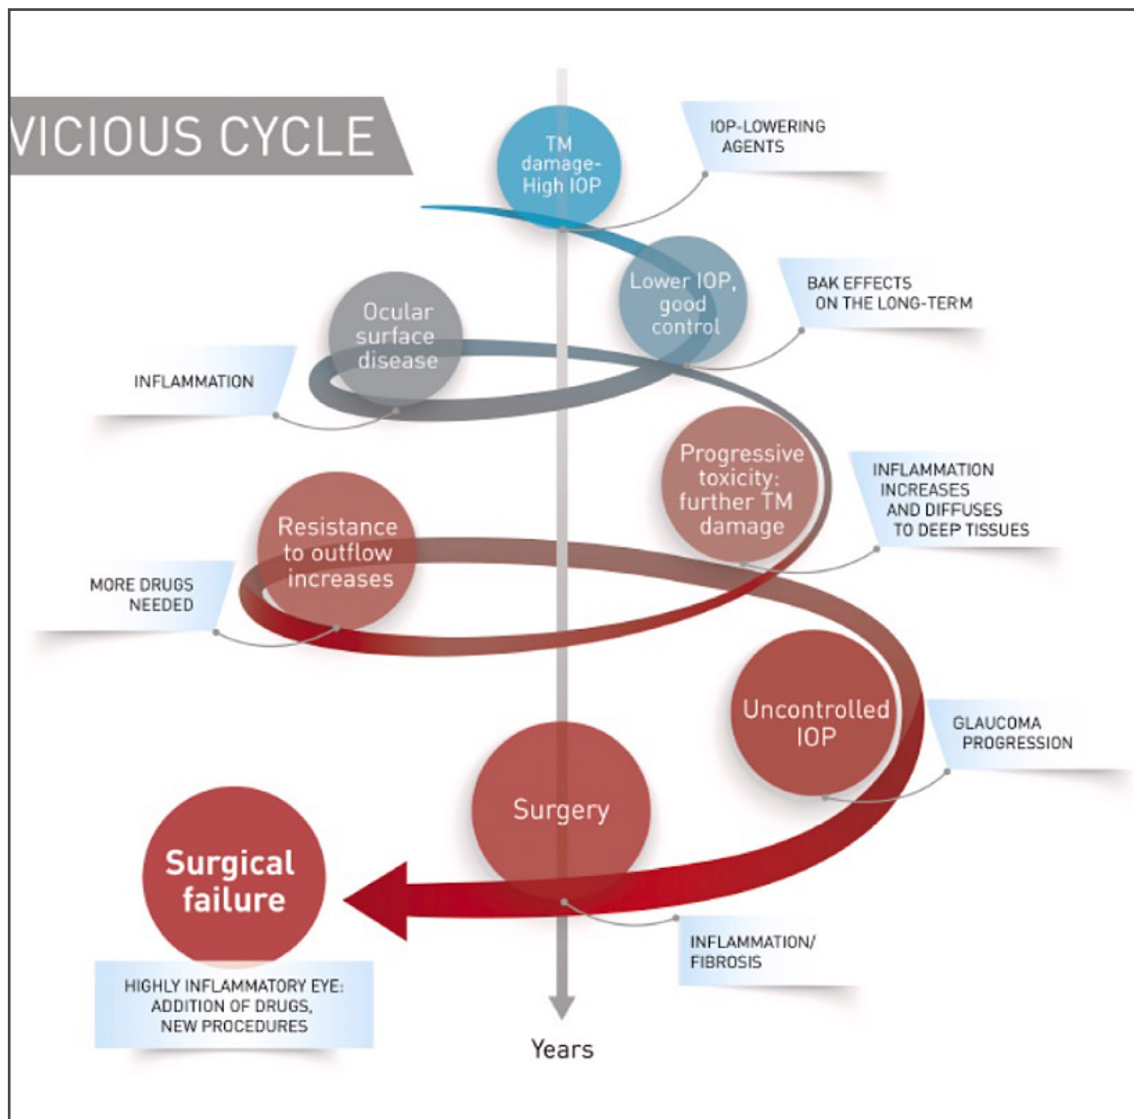 VICIOUS CYCLE
TM
damage-
High IOP
IOP-LOWERING
AGENTS
Lower IOP,
good
control
BAK EFFECTS
ON THE LONG-TERM
Ocular
surface
disease
INFLAMMATION
Progressive
toxicity:
further TM
damage
INFLAMMATION
INCREASES
AND DIFFUSES
TO DEEP TISSUES
Resistance
to outflow
increases
MORE DRUGS
NEEDED
Uncontrolled
IOP
GLAUCOMA
PROGRESSION
Surgery
INFLAMMATION/
FIBROSIS
Surgical
failure
HIGHLY INFLAMMATORY EYE:
ADDITION OF DRUGS,
NEW PROCEDURES
Years